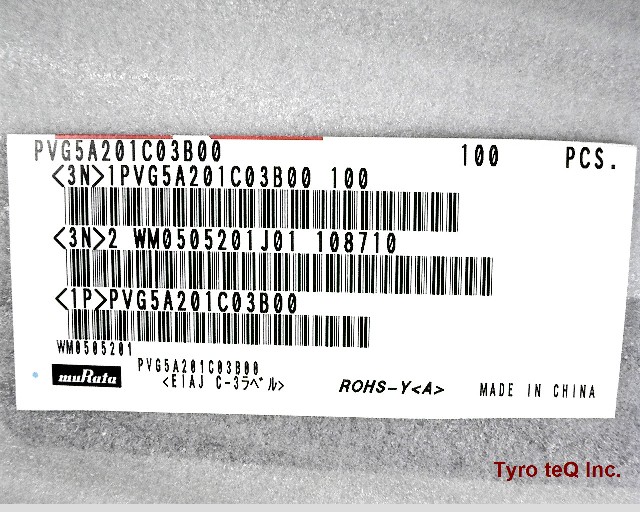 PVG5A201C03B00 100 PCS.
<3N>1PVG5A201C03B00 100
<3N>2 WM0505201J01 108710
<1P>PVG5A201C03B00
WM0505201
muRata PVG5A201C03B00
<EIAJ C-3ラベル> ROHS-Y<A> MADE IN CHINA
Tyro teQ Inc.